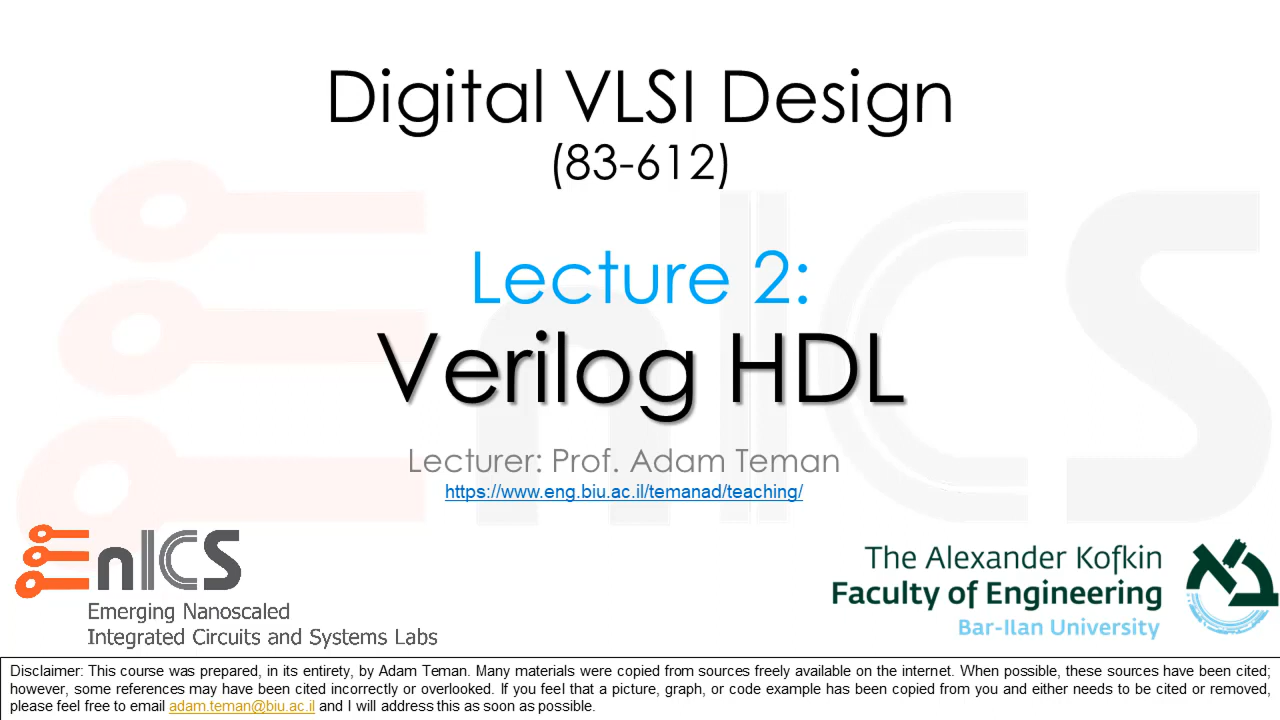 Digital VLSI Design
(83-612)
Lecture 2:
Verilog HDL
Lecturer: Prof. Adam Teman
https://www.eng.biu.ac.il/temanad/teaching/
EnICS
Emerging Nanoscaled
Integrated Circuits and Systems Labs
The Alexander Kofkin
Faculty of Engineering
Bar-Ilan University
Disclaimer: This course was prepared, in its entirety, by Adam Teman. Many materials were copied from sources freely available on the internet. When possible, these sources have been cited;
however, some references may have been cited incorrectly or overlooked. If you feel that a picture, graph, or code example has been copied from you and either needs to be cited or removed,
please feel free to email adam.teman@biu.ac.il and I will address this as soon as possible.